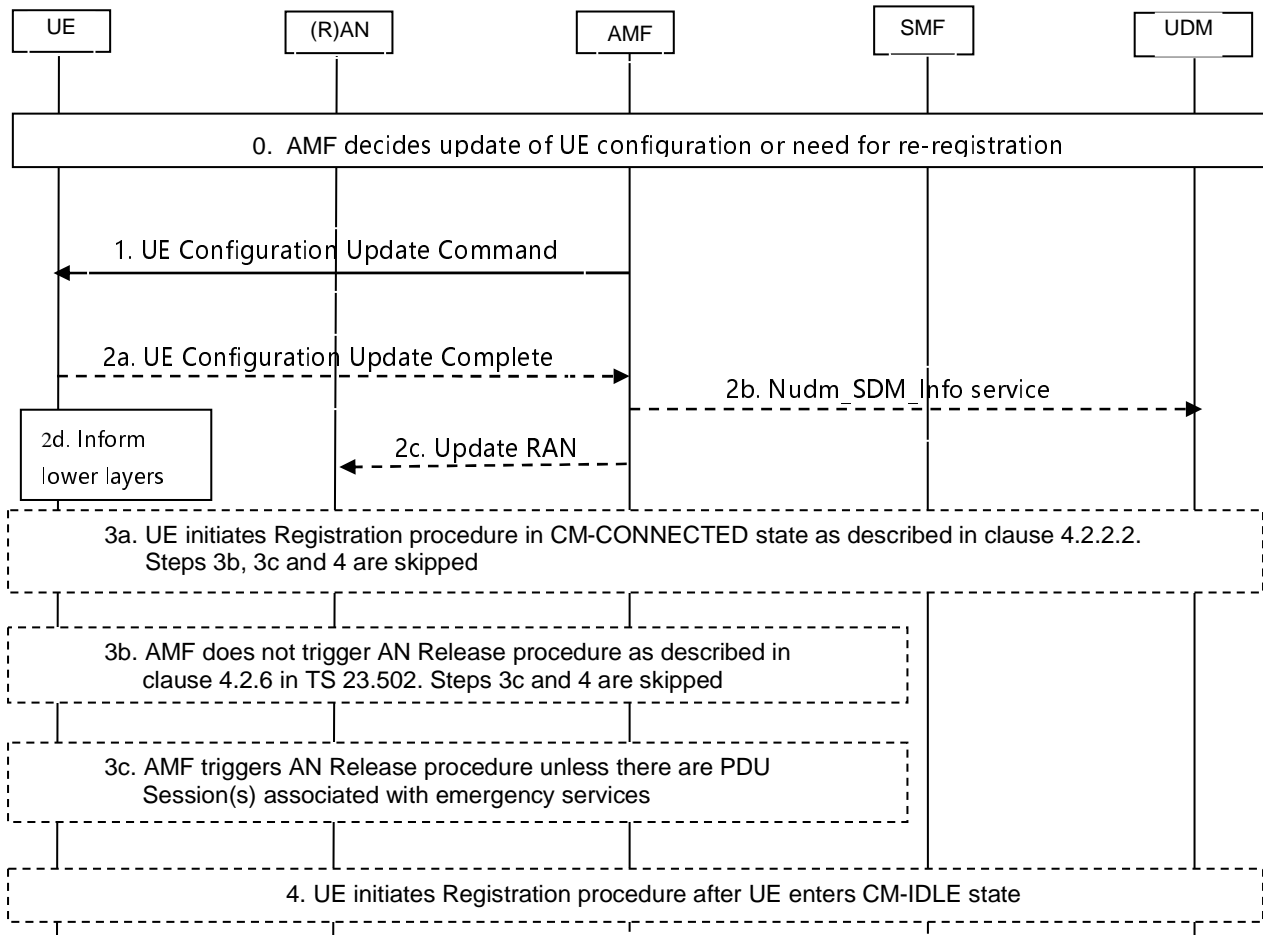 UE
(R)AN
AMF
SMF
UDM
0. AMF decides update of UE configuration or need for re-registration
1. UE Configuration Update Command
2a. UE Configuration Update Complete
2b. Nudm_SDM_Info service
2c. Update RAN
2d. Inform
lower layers
3a. UE initiates Registration procedure in CM-CONNECTED state as described in clause 4.2.2.2.
Steps 3b, 3c and 4 are skipped
3b. AMF does not trigger AN Release procedure as described in
clause 4.2.6 in TS 23.502. Steps 3c and 4 are skipped
3c. AMF triggers AN Release procedure unless there are PDU
Session(s) associated with emergency services
4. UE initiates Registration procedure after UE enters CM-IDLE state